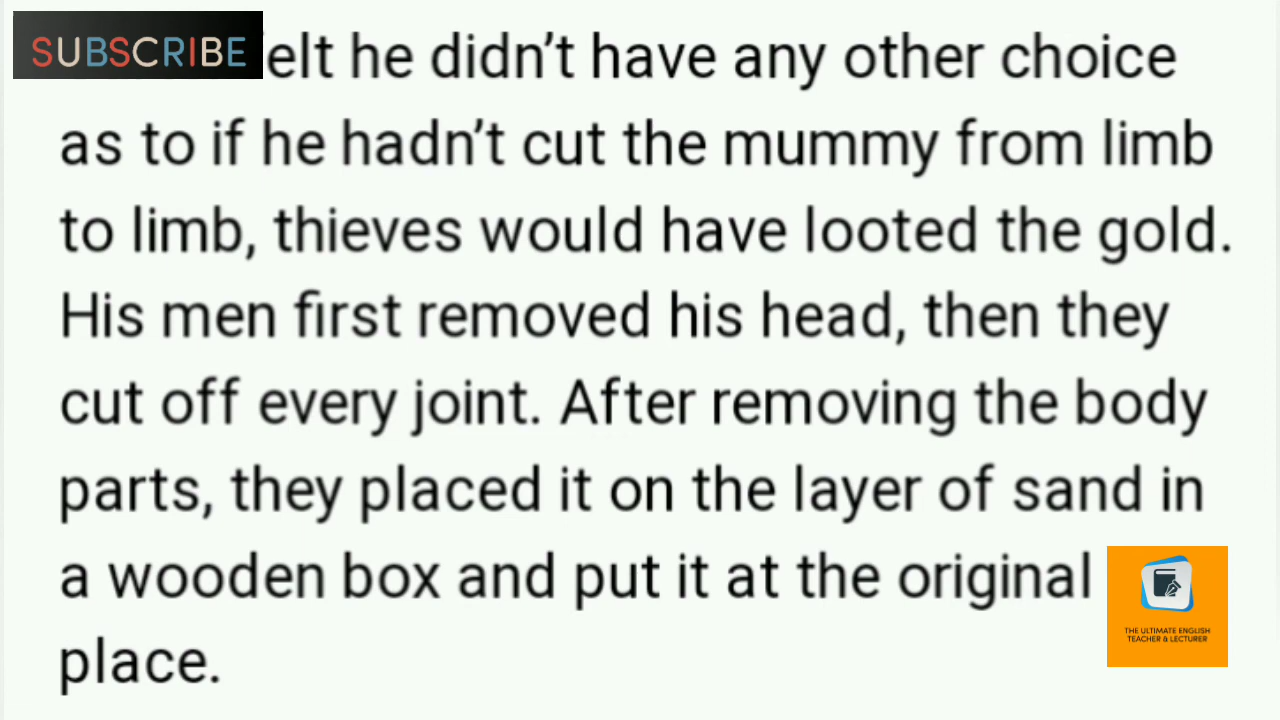 SUBSCRIBE
elt he didn't have any other choice
as to if he hadn't cut the mummy from limb
to limb, thieves would have looted the gold.
His men first removed his head, then they
cut off every joint. After removing the body
parts, they placed it on the layer of sand in
a wooden box and put it at the original
place.
THE ULTIMATE ENGLISH
TEACHER & LECTURER